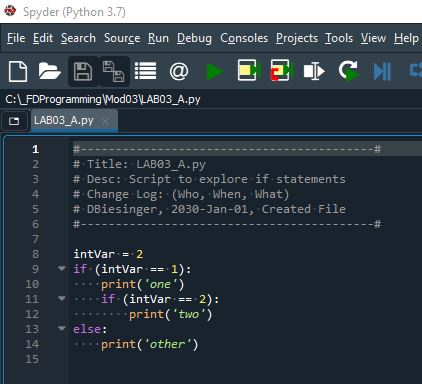 Spyder (Python 3.7)
File Edit Search Source Run Debug Consoles Projects Tools View Help
C:\_FDProgramming\Mod03\LAB03_A.py
LAB03_A.py
1 #------------------------------------------#
2 # Title: LAB03_A.py
3 # Desc: Script to explore if statements
4 # Change Log: (Who, When, What)
5 # DBiesinger, 2030-Jan-01, Created File
6 #------------------------------------------#
7
8 intVar = 2
9 if (intVar == 1):
10     print('one')
11     if (intVar == 2):
12         print('two')
13 else:
14     print('other')
15